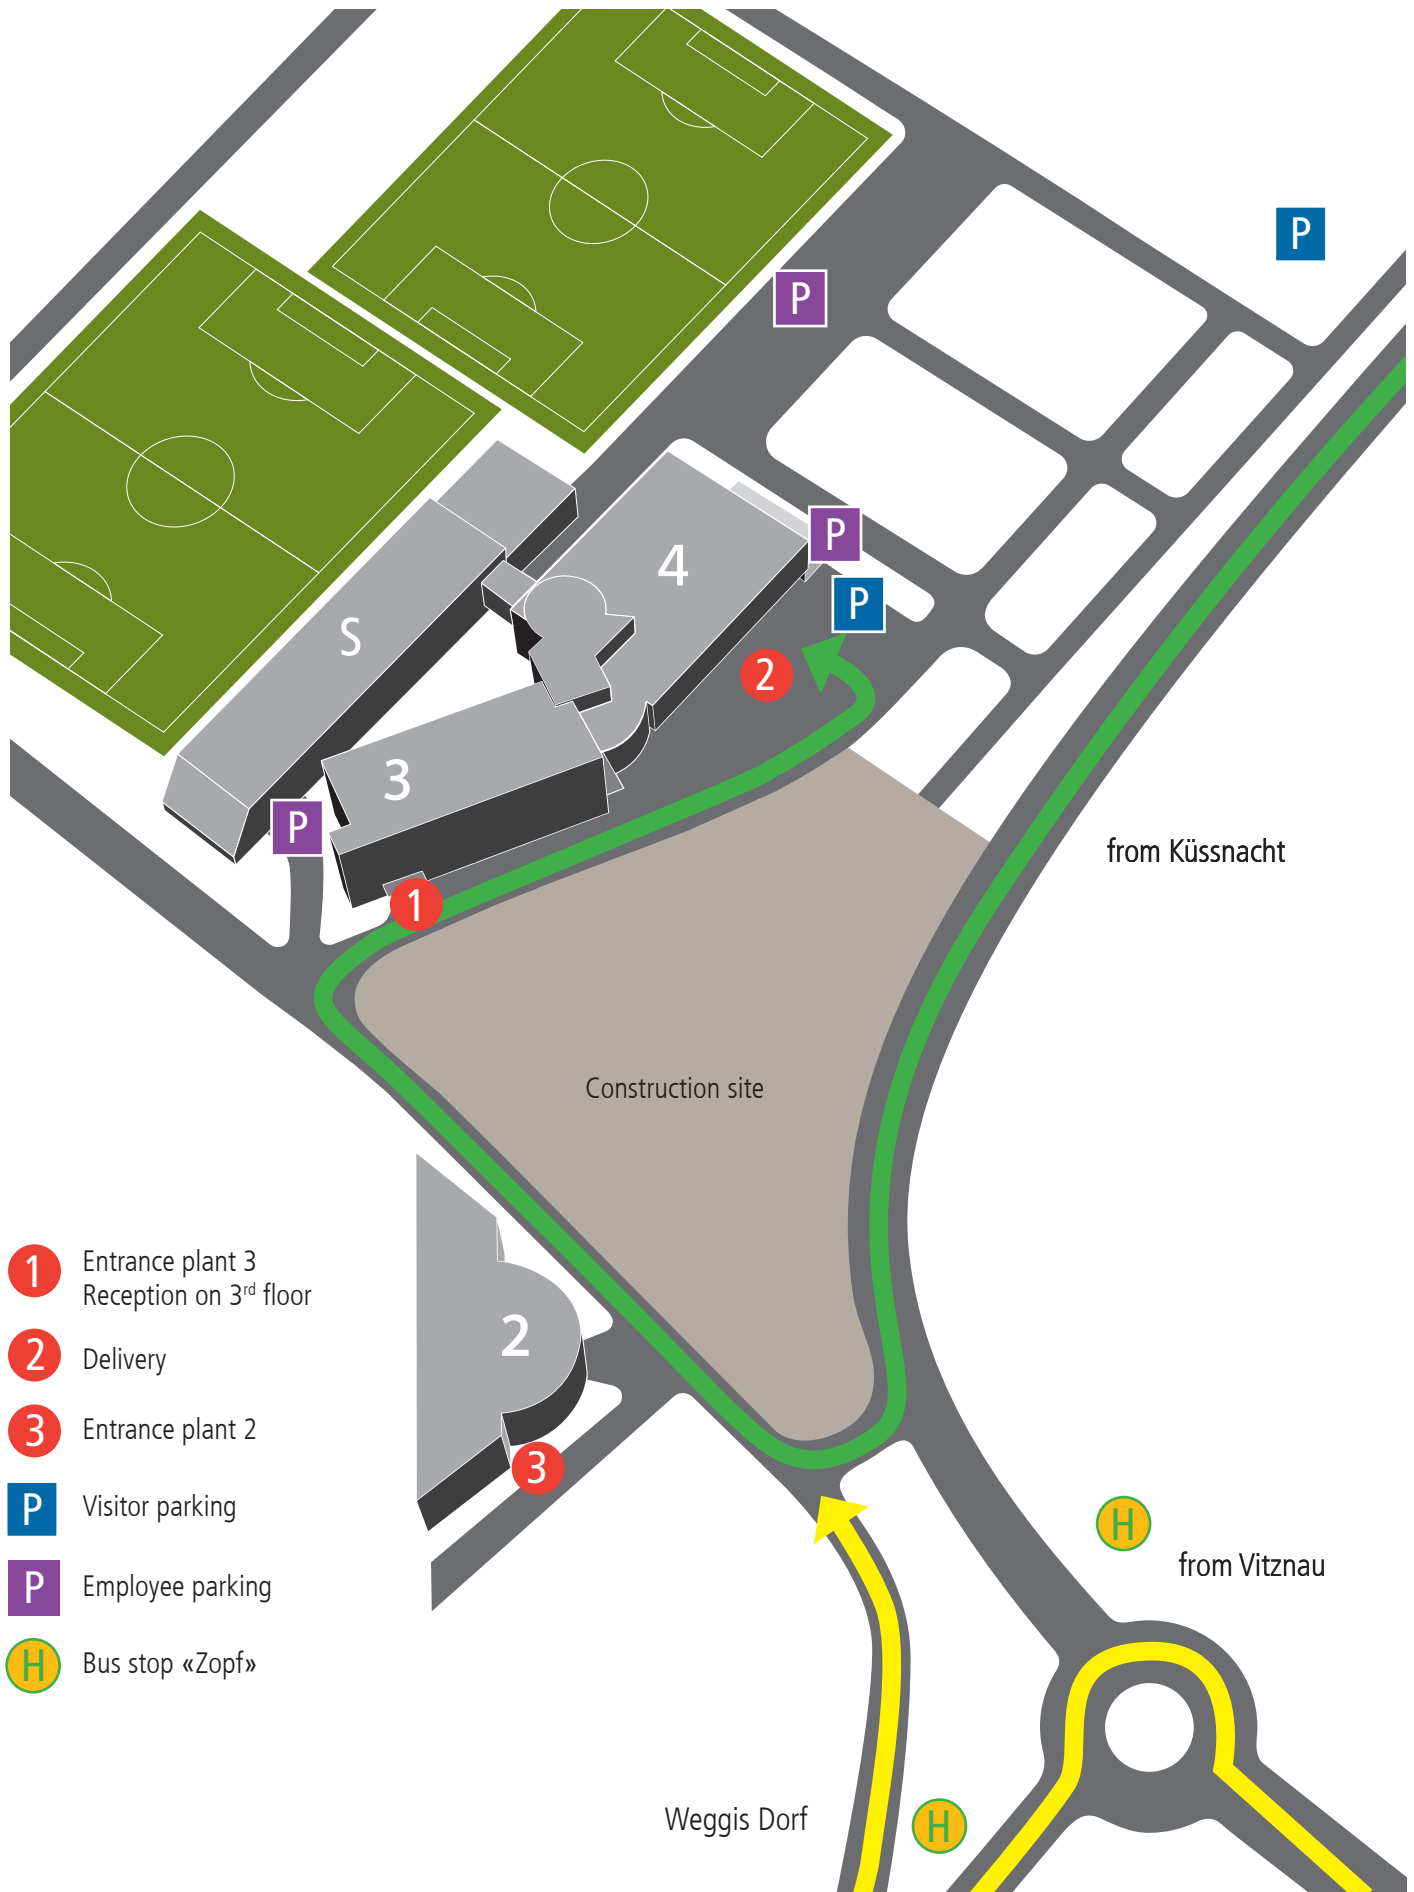 P
P
4
P
P
S
2
3
P
1
from Küssnacht
Construction site
1 Entrance plant 3
Reception on 3rd floor
2
2 Delivery
3 Entrance plant 2
3
P Visitor parking
H
from Vitznau
P Employee parking
H Bus stop «Zopf»
Weggis Dorf
H